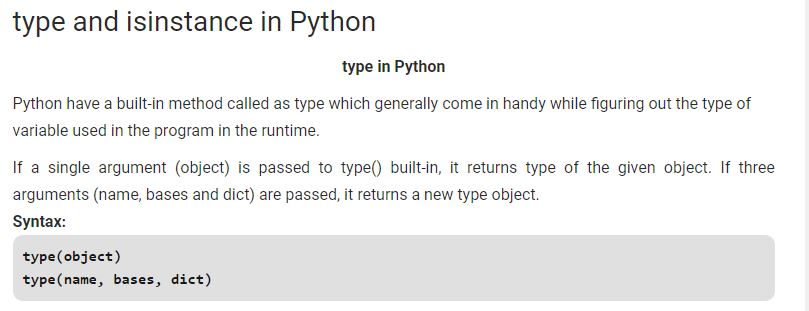 type and isinstance in Python
type in Python
Python have a built-in method called as type which generally come in handy while figuring out the type of
variable used in the program in the runtime.
If a single argument (object) is passed to type() built-in, it returns type of the given object. If three
arguments (name, bases and dict) are passed, it returns a new type object.
Syntax:
type(object)
type(name, bases, dict)